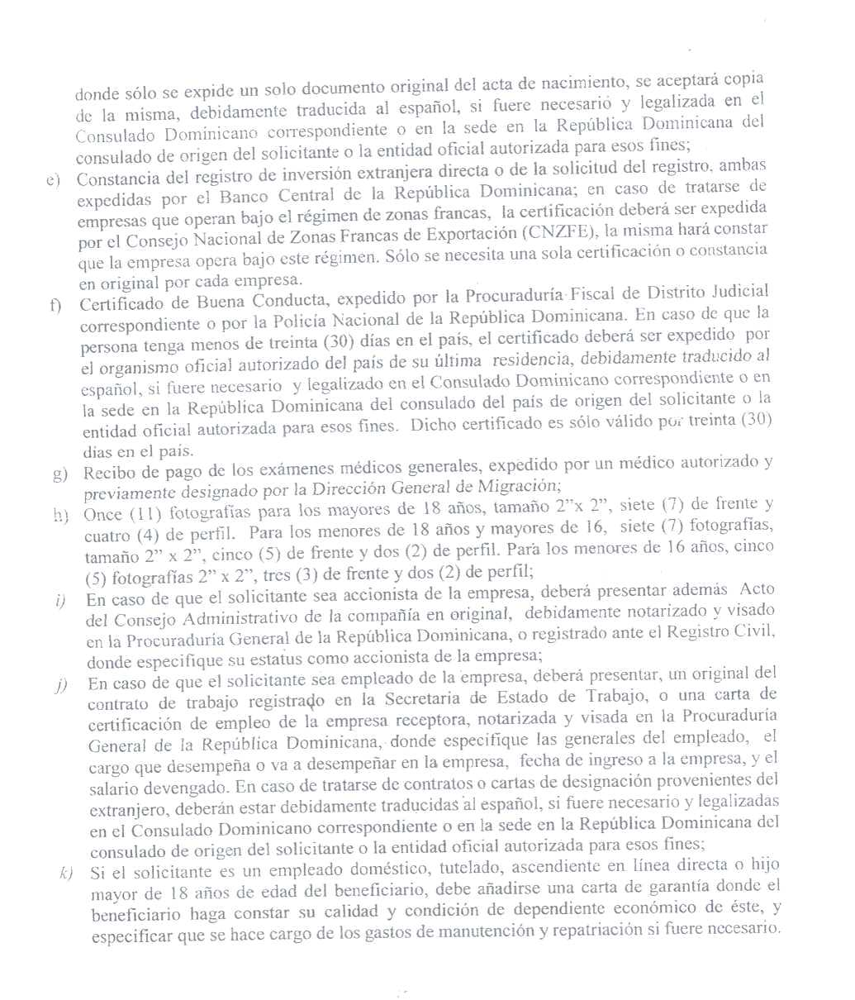 donde sólo se expide un solo documento original del acta de nacimiento, se aceptará copia
de la misma, debidamente traducida al español, si fuere necesario y legalizada en el
Consulado Dominicano correspondiente o en la sede en la República Dominicana del
consulado de origen del solicitante o la entidad oficial autorizada para esos fines;
e) Constancia del registro de inversión extranjera directa o de la solicitud del registro, ambas
expedidas por el Banco Central de la República Dominicana; en caso de tratarse de
empresas que operan bajo el régimen de zonas francas, la certificación deberá ser expedida
por el Consejo Nacional de Zonas Francas de Exportación (CNZFE), la misma hará constar
que la empresa opera bajo este régimen. Sólo se necesita una sola certificación o constancia
en original por cada empresa.
f) Certificado de Buena Conducta, expedido por la Procuraduría Fiscal de Distrito Judicial
correspondiente o por la Policía Nacional de la República Dominicana. En caso de que la
persona tenga menos de treinta (30) días en el país, el certificado deberá ser expedido por
el organismo oficial autorizado del país de su última residencia, debidamente traducido al
español, si fuere necesario y legalizado en el Consulado Dominicano correspondiente o en
la sede en la República Dominicana del consulado del país de origen del solicitante o la
entidad oficial autorizada para esos fines. Dicho certificado es sólo válido por treinta (30)
días en el país.
g) Recibo de pago de los exámenes médicos generales, expedido por un médico autorizado y
previamente designado por la Dirección General de Migración;
h) Once (11) fotografías para los mayores de 18 años, tamaño 2”x 2”, siete (7) de frente y
cuatro (4) de perfil. Para los menores de 18 años y mayores de 16, siete (7) fotografías,
tamaño 2” x 2”, cinco (5) de frente y dos (2) de perfil. Para los menores de 16 años, cinco
(5) fotografías 2” x 2”, tres (3) de frente y dos (2) de perfil;
i) En caso de que el solicitante sea accionista de la empresa, deberá presentar además Acto
del Consejo Administrativo de la compañía en original, debidamente notarizado y visado
en la Procuraduría General de la República Dominicana, o registrado ante el Registro Civil,
donde especifique su estatus como accionista de la empresa;
j) En caso de que el solicitante sea empleado de la empresa, deberá presentar, un original del
contrato de trabajo registrado en la Secretaria de Estado de Trabajo, o una carta de
certificación de empleo de la empresa receptora, notarizada y visada en la Procuraduría
General de la República Dominicana, donde especifique las generales del empleado, el
cargo que desempeña o va a desempeñar en la empresa, fecha de ingreso a la empresa, y el
salario devengado. En caso de tratarse de contratos o cartas de designación provenientes del
extranjero, deberán estar debidamente traducidas al español, si fuere necesario y legalizadas
en el Consulado Dominicano correspondiente o en la sede en la República Dominicana del
consulado de origen del solicitante o la entidad oficial autorizada para esos fines;
k) Si el solicitante es un empleado doméstico, tutelado, ascendiente en línea directa o hijo
mayor de 18 años de edad del beneficiario, debe añadirse una carta de garantía donde el
beneficiario haga constar su calidad y condición de dependiente económico de éste, y
especificar que se hace cargo de los gastos de manutención y repatriación si fuere necesario.